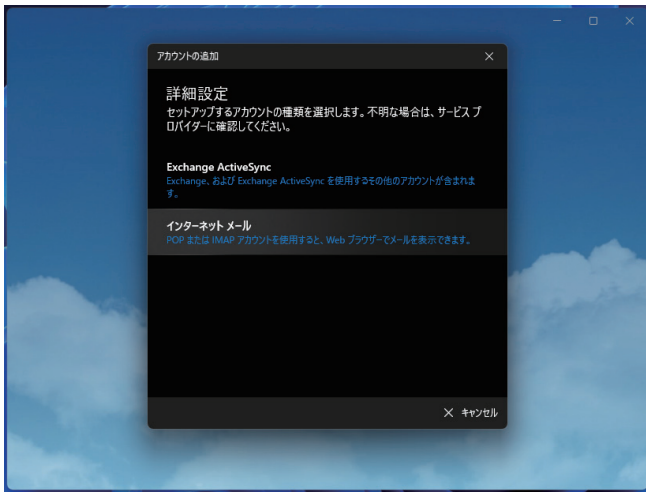 アカウントの追加
詳細設定
セットアップするアカウントの種類を選択します。不明な場合は、サービス プ
ロバイダーに確認してください。
Exchange ActiveSync
Exchange、および Exchange ActiveSync を使用するその他のアカウントが含まれま
す。
インターネット メール
POP または IMAP アカウントを使用すると、Web ブラウザーでメールを表示できます。
キャンセル